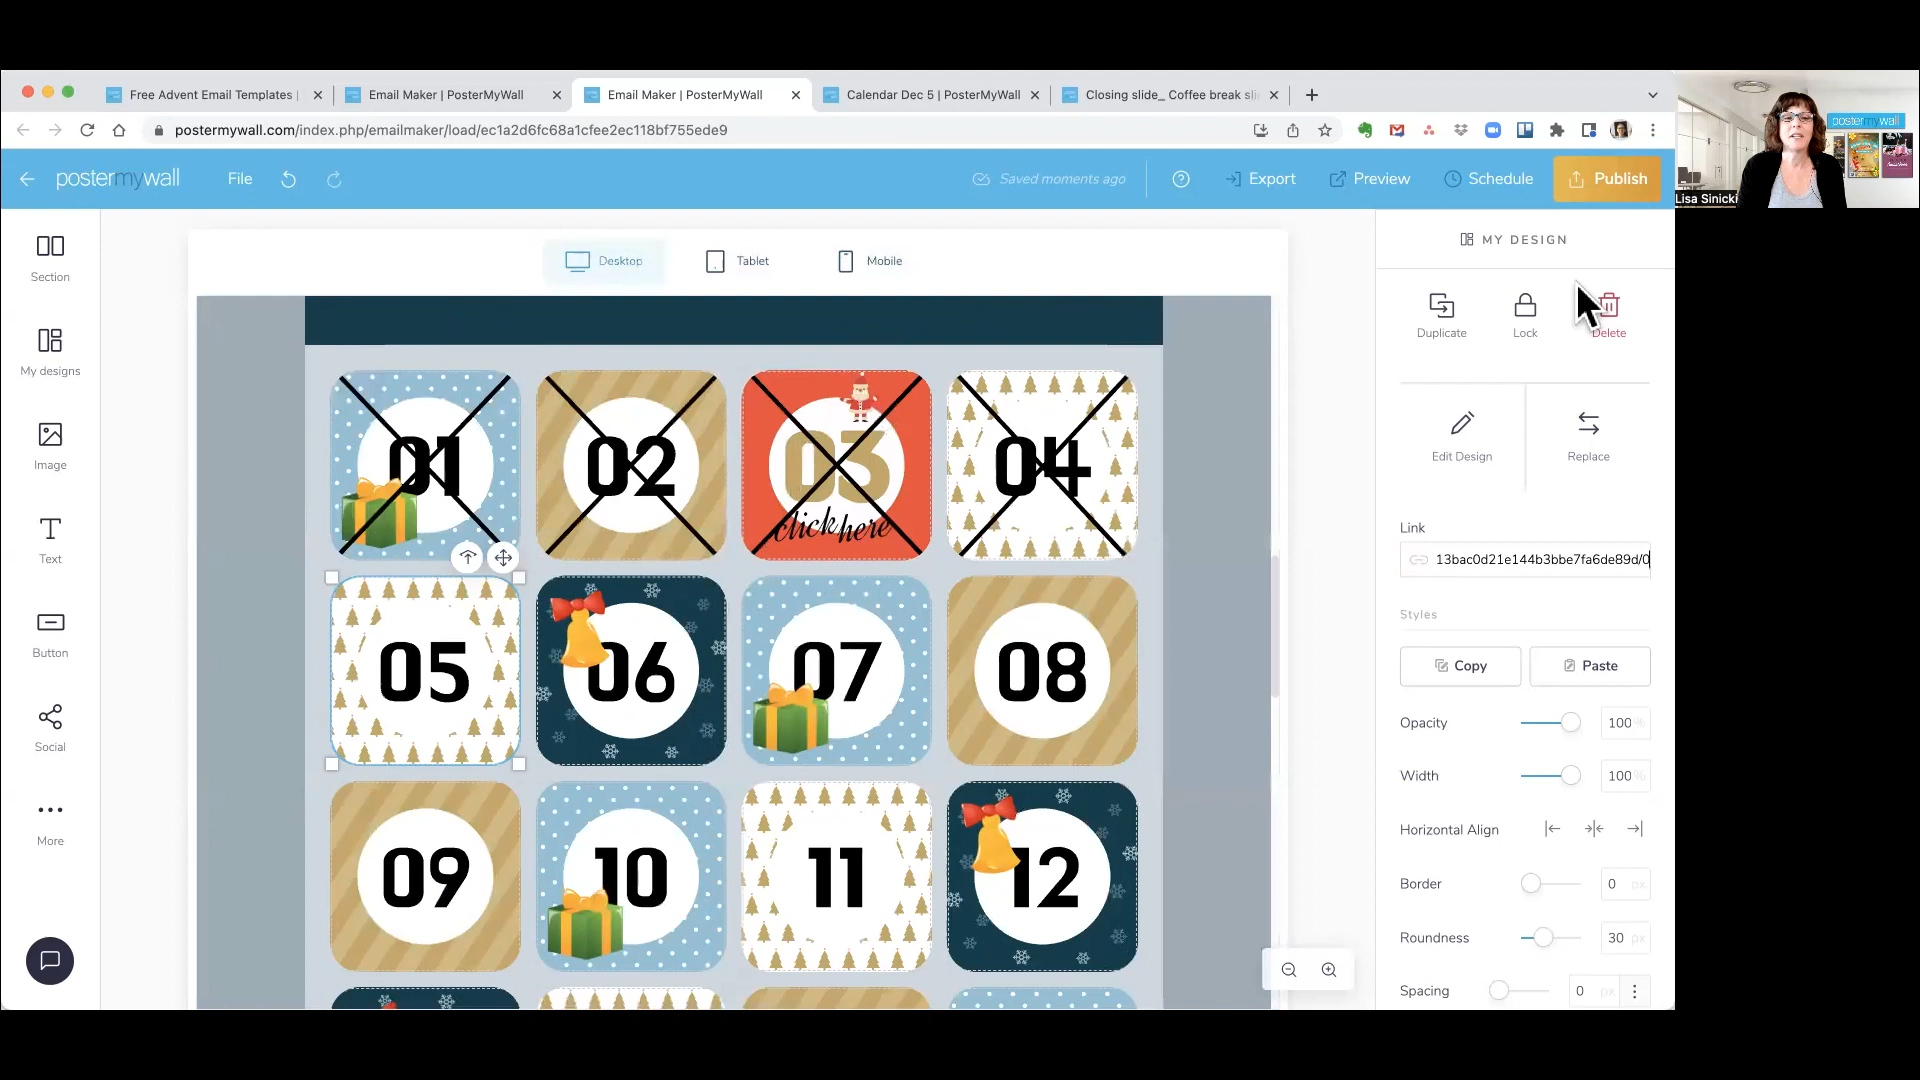 Free Advent Email Templates |
Email Maker | PosterMyWall
Email Maker | PosterMyWall
Calendar Dec 5 | PosterMyWall
Closing slide_ Coffee break sli
postermywall.com/index.php/emailmaker/load/ec1a2d6fc68a1cfee2ec118bf755ede9
postermywall
File
Saved moments ago
Export
Preview
Schedule
Publish
postermywall
Lisa Sinicki
Section
My designs
Image
Text
Button
Social
More
Desktop
Tablet
Mobile
01
02
03
click here
04
05
06
07
08
09
10
11
12
MY DESIGN
Duplicate
Lock
Delete
Edit Design
Replace
Link
13bac0d21e144b3bbe7fa6de89d/0
Styles
Copy
Paste
Opacity
100 %
Width
100 %
Horizontal Align
Border
0 px
Roundness
30 px
Spacing
0 px